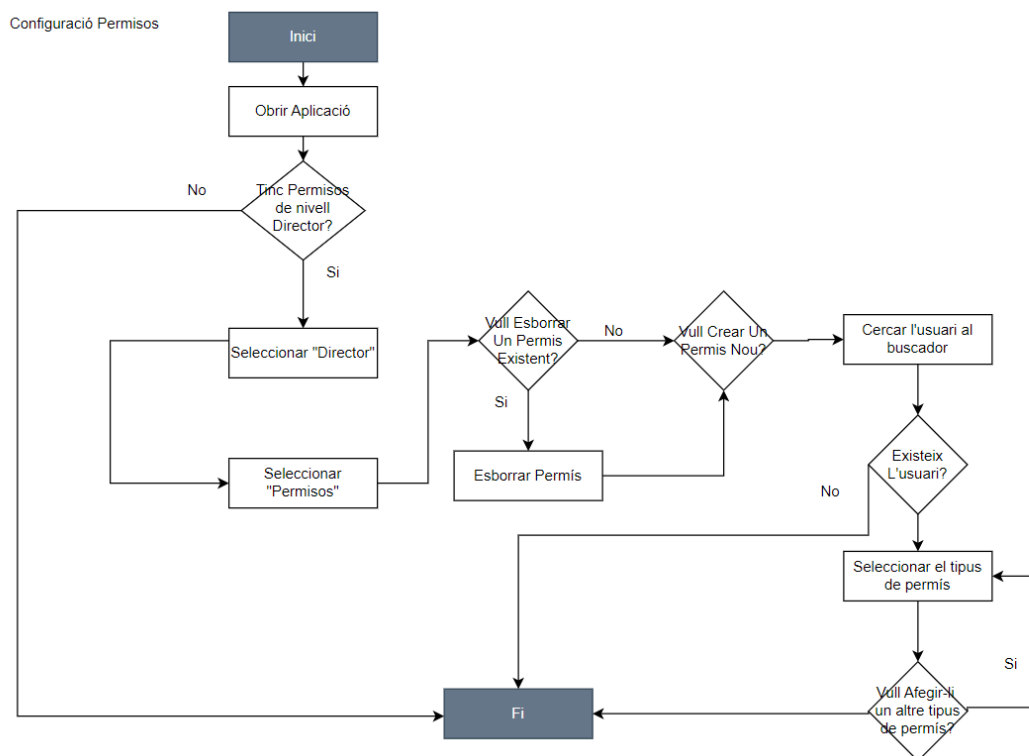 Configuració Permisos
Inici
Obrir Aplicació
No
Tinc Permisos
de nivell
Director?
Si
Seleccionar "Director"
Seleccionar
"Permisos"
Vull Esborrar
Un Permis
Existent?
No
Si
Esborrar Permís
Vull Crear Un
Permis Nou?
Cercar l'usuari al
buscador
Existeix
L'usuari?
No
Seleccionar el tipus
de permís
Si
Vull Afegir-li
un altre tipus
de permís?
Fi